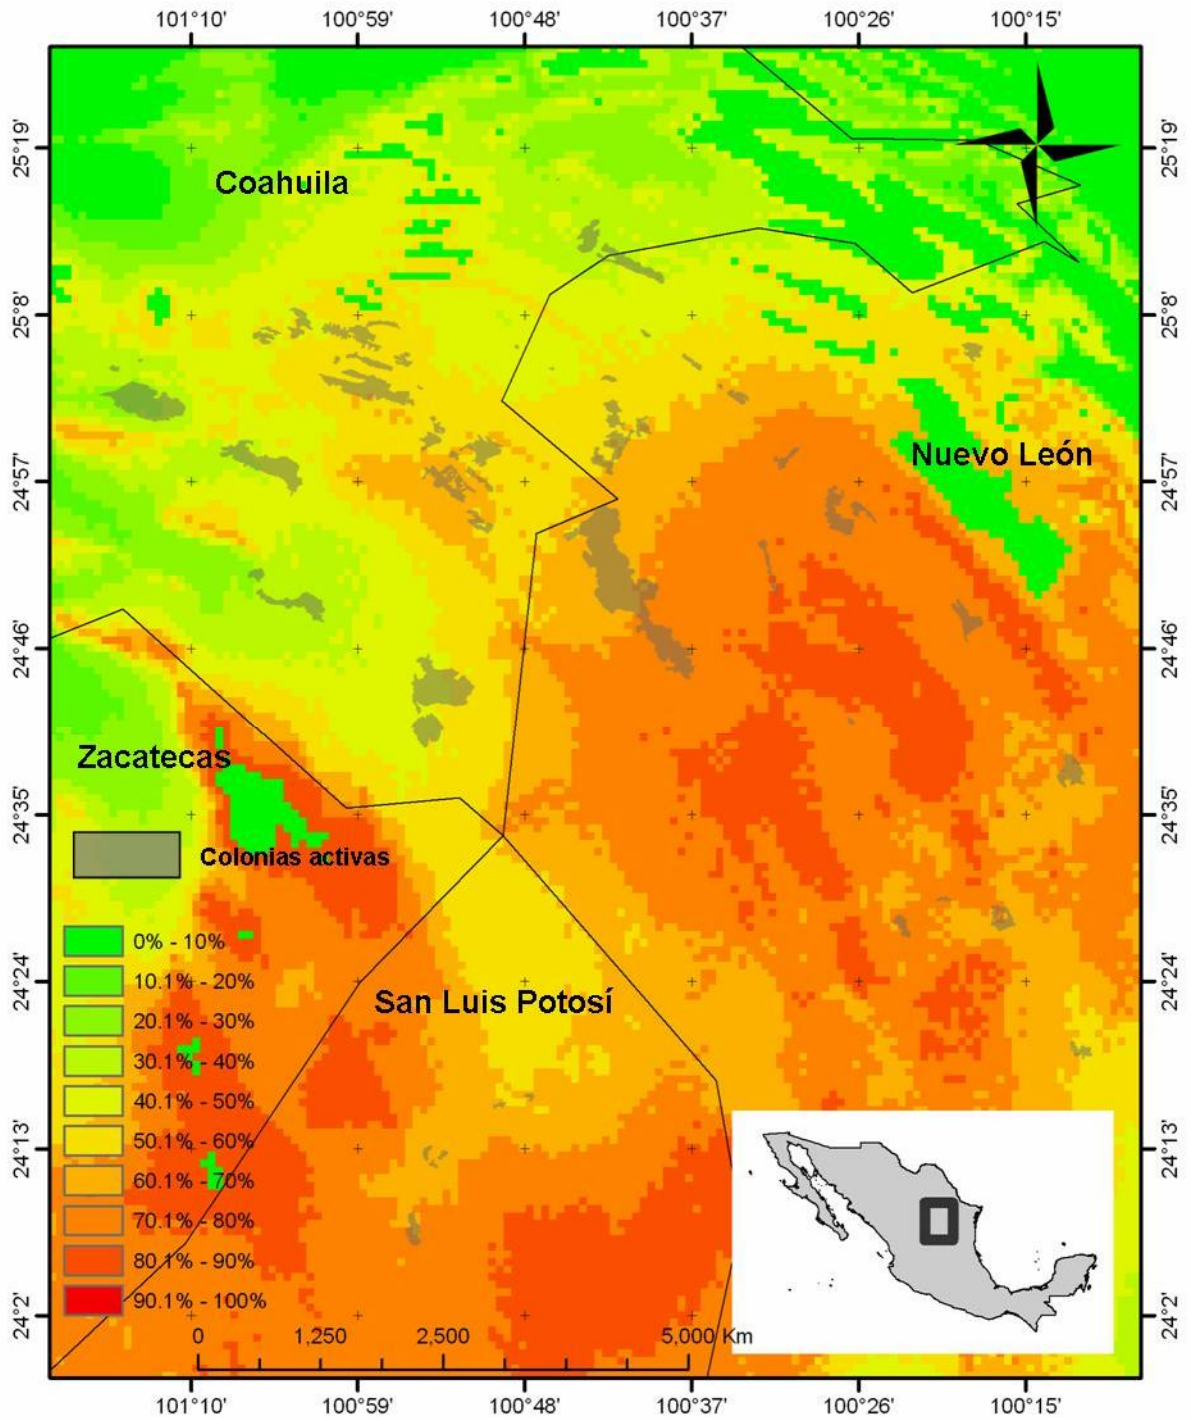 101°10' 100°59' 100°48' 100°37' 100°26' 100°15'
25°19' 25°19'
Coahuila
25°8' 25°8'
Nuevo León
24°57' 24°57'
24°46' 24°46'
Zacatecas
24°35' 24°35'
Colonias activas
0% - 10%
10.1% - 20%
24°24' 24°24'
San Luis Potosí
20.1% - 30%
30.1% - 40%
40.1% - 50%
50.1% - 60%
24°13' 24°13'
60.1% - 70%
70.1% - 80%
80.1% - 90%
90.1% - 100%
24°2' 24°2'
0 1,250 2,500 5,000 Km
101°10' 100°59' 100°48' 100°37' 100°26' 100°15'